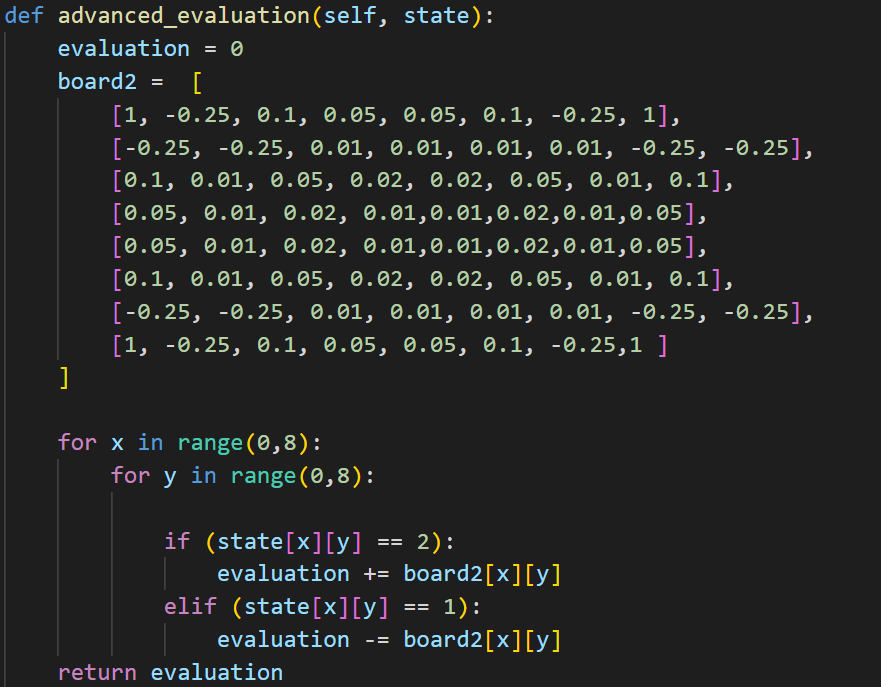 def advanced_evaluation(self, state):
    evaluation = 0
    board2 =  [
        [1, -0.25, 0.1, 0.05, 0.05, 0.1, -0.25, 1],
        [-0.25, -0.25, 0.01, 0.01, 0.01, 0.01, -0.25, -0.25],
        [0.1, 0.01, 0.05, 0.02, 0.02, 0.05, 0.01, 0.1],
        [0.05, 0.01, 0.02, 0.01,0.01,0.02,0.01,0.05],
        [0.05, 0.01, 0.02, 0.01,0.01,0.02,0.01,0.05],
        [0.1, 0.01, 0.05, 0.02, 0.02, 0.05, 0.01, 0.1],
        [-0.25, -0.25, 0.01, 0.01, 0.01, 0.01, -0.25, -0.25],
        [1, -0.25, 0.1, 0.05, 0.05, 0.1, -0.25,1 ]
    ]
    for x in range(0,8):
        for y in range(0,8):
            if (state[x][y] == 2):
                evaluation += board2[x][y]
            elif (state[x][y] == 1):
                evaluation -= board2[x][y]
    return evaluation